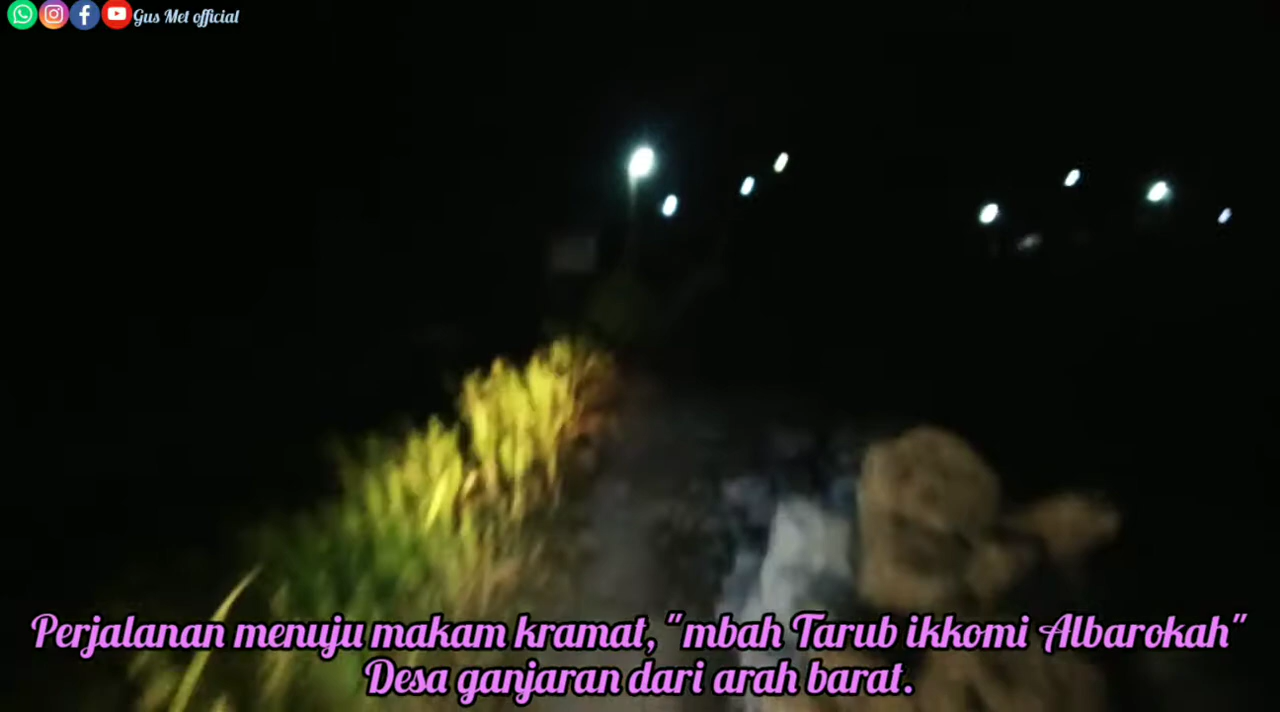 Gus Met official
Perjalanan menuju makam kramat, "mbah Tarub ikkomi Albarokah"
Desa ganjaran dari arah barat.